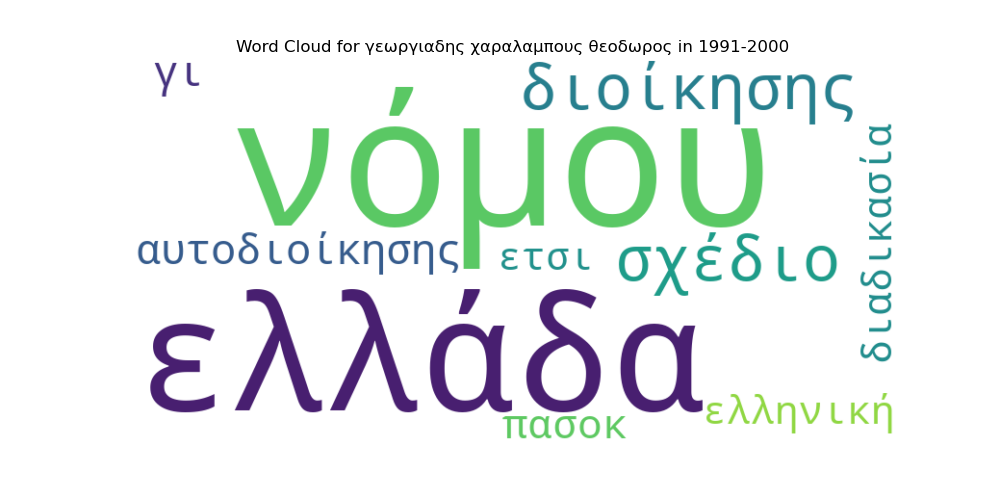 Word Cloud for γεωργιαδης χαραλαμπους θεοδωρος in 1991-2000
γι
διοίκησης
νόμου
διαδικασία
αυτοδιοίκησης
ετσι
σχέδιο
ελλάδα
ελληνική
πασοκ